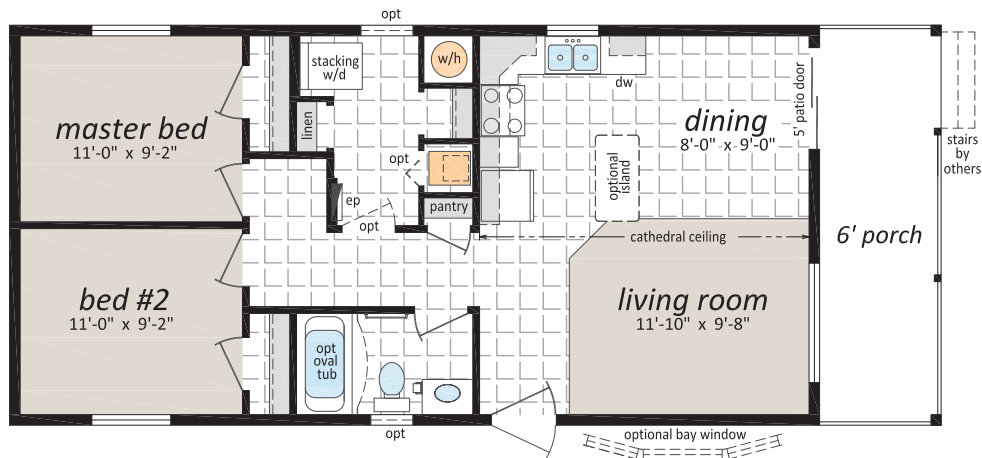 opt
stacking
w/d
w/h
dw
5' patio door
stairs
by
others
linen
master bed
11'-0" x 9'-2"
dining
8'-0" x 9'-0"
opt
optional
island
ep
opt
pantry
cathedral ceiling
6' porch
bed #2
11'-0" x 9'-2"
living room
11'-10" x 9'-8"
opt
oval
tub
opt
optional bay window